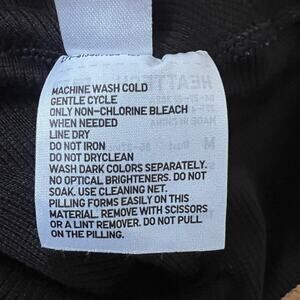 MACHINE WASH COLD
GENTLE CYCLE
ONLY NON-CHLORINE BLEACH
WHEN NEEDED
LINE DRY
DO NOT IRON
DO NOT DRYCLEAN
WASH DARK COLORS SEPARATELY.
NO OPTICAL BRIGHTENERS. DO NOT
SOAK. USE CLEANING NET.
PILLING FORMS EASILY ON THIS
MATERIAL. REMOVE WITH SCISSORS
OR A LINT REMOVER. DO NOT PULL
ON THE PILLING.